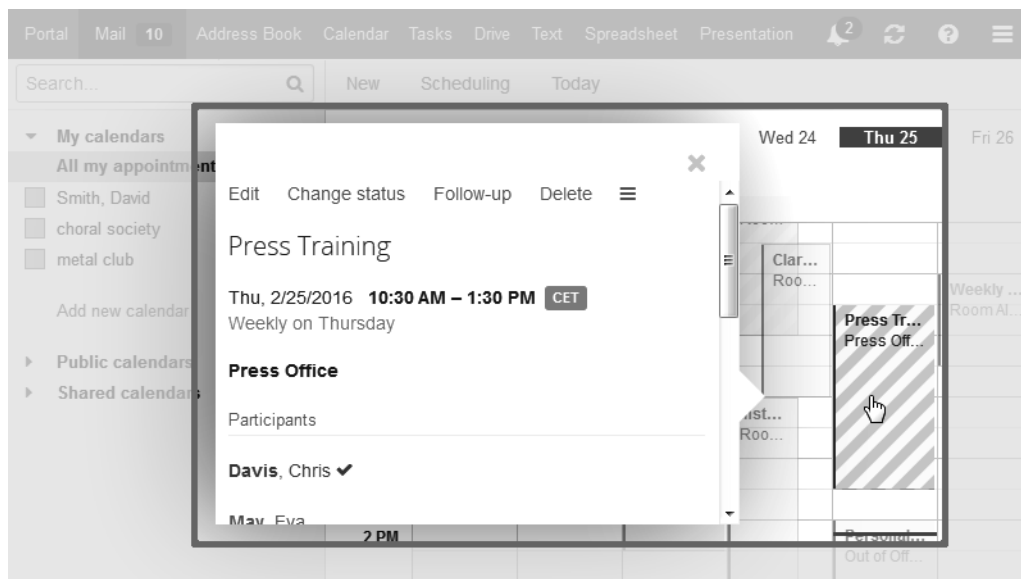 Portal Mail 10 Address Book Calendar Tasks Drive Text Spreadsheet Presentation 2
Search... New Scheduling Today
My calendars
All my appointment
Smith, David
choral society
metal club
Add new calendar
Public calendars
Shared calendars
Wed 24 Thu 25 Fri 26
Edit Change status Follow-up Delete
Press Training
Thu, 2/25/2016 10:30 AM – 1:30 PM CET
Weekly on Thursday
Press Office
Participants
Davis, Chris
May, Eva
2 PM
Clar...
Roo...
Press Tr...
Press Off...
Weekly ...
Room Al...
Roo...
Personal...
Out of Off...